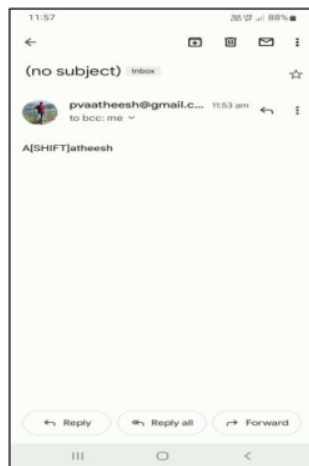 11:57
88%
(no subject) Inbox
pvaatheesh@gmail.c... 11:53 am
to bcc: me
A[SHIFT]atheesh
Reply
Reply all
Forward